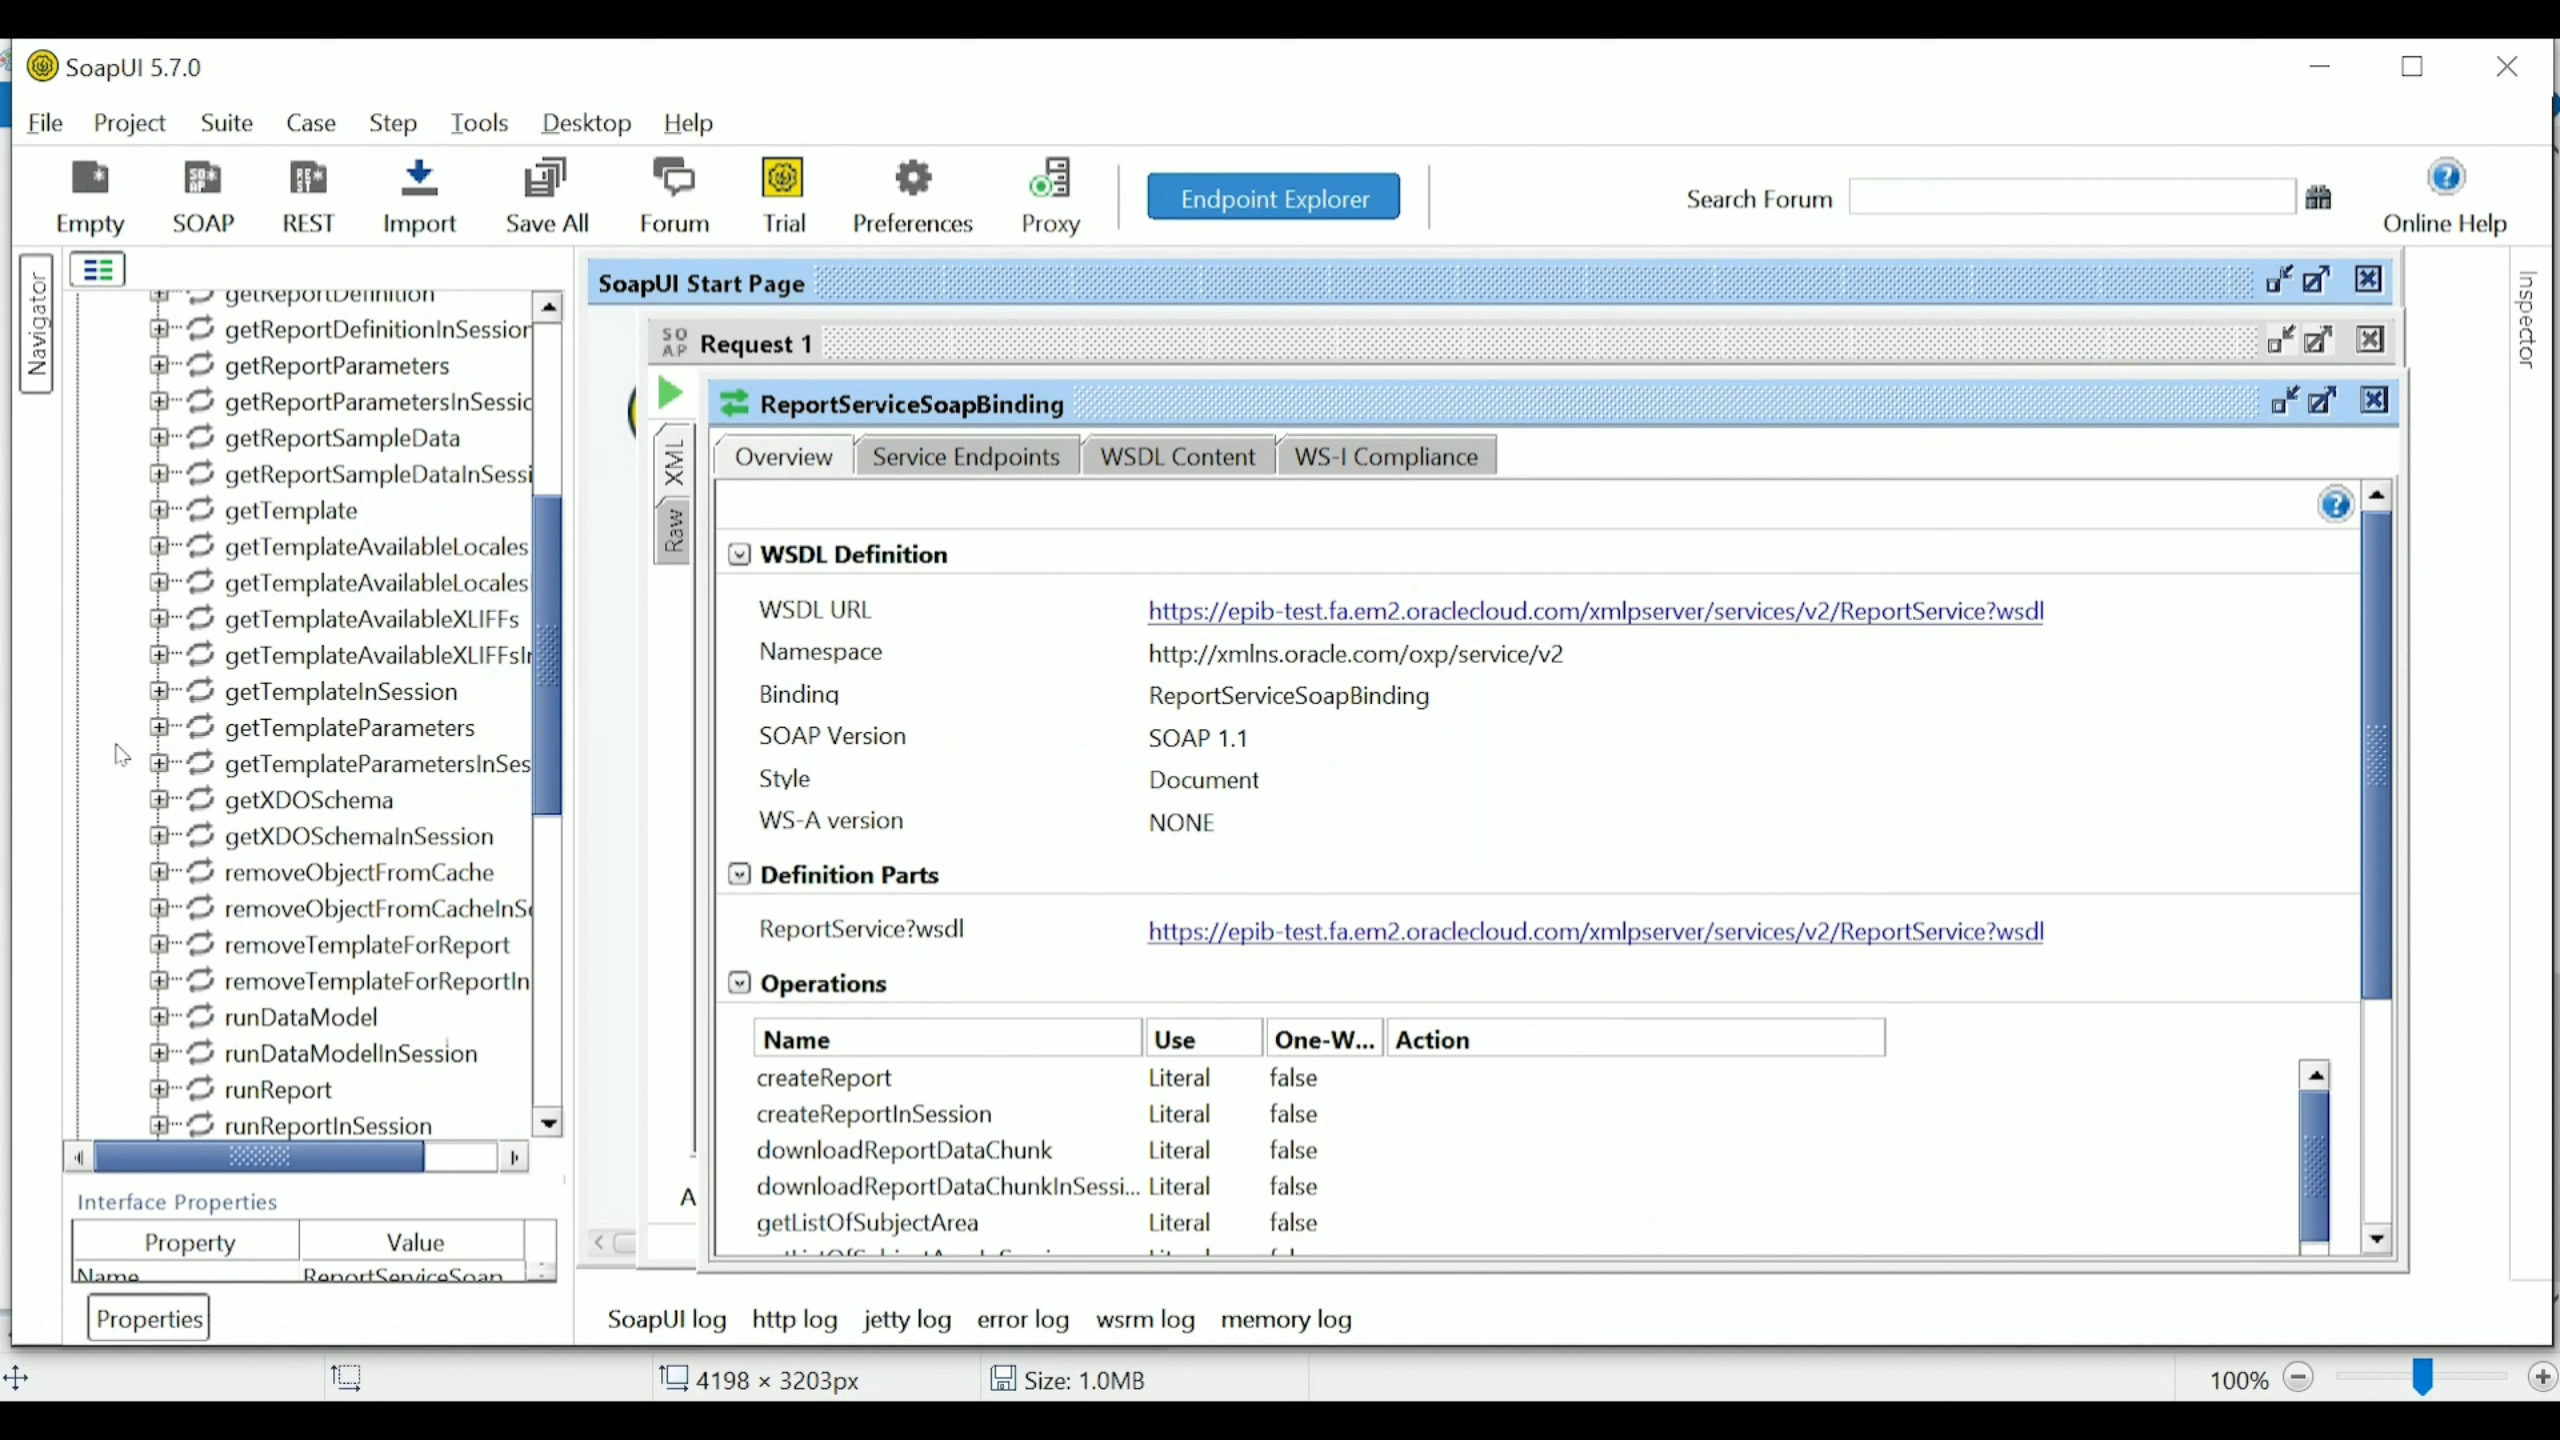 SoapUI 5.7.0
File Project Suite Case Step Tools Desktop Help
Empty SOAP REST Import Save All Forum Trial Preferences Proxy Endpoint Explorer Search Forum Online Help
Navigator
getReportDefinition
getReportDefinitionInSession
getReportParameters
getReportParametersInSessic
getReportSampleData
getReportSampleDataInSessi
getTemplate
getTemplateAvailableLocales
getTemplateAvailableLocales
getTemplateAvailableXLIFFs
getTemplateAvailableXLIFFsIr
getTemplateInSession
getTemplateParameters
getTemplateParametersInSes
getXDOSchema
getXDOSchemaInSession
removeObjectFromCache
removeObjectFromCacheInSe
removeTemplateForReport
removeTemplateForReportIn
runDataModel
runDataModelInSession
runReport
runReportInSession
Interface Properties
Property Value
Name ReportServiceSoap
Properties
SoapUI Start Page
SOAP Request 1
XML
Raw
A
ReportServiceSoapBinding
Overview Service Endpoints WSDL Content WS-I Compliance
WSDL Definition
WSDL URL https://epib-test.fa.em2.oraclecloud.com/xmlpserver/services/v2/ReportService?wsdl
Namespace http://xmlns.oracle.com/oxp/service/v2
Binding ReportServiceSoapBinding
SOAP Version SOAP 1.1
Style Document
WS-A version NONE
Definition Parts
ReportService?wsdl https://epib-test.fa.em2.oraclecloud.com/xmlpserver/services/v2/ReportService?wsdl
Operations
Name Use One-W... Action
createReport Literal false
createReportInSession Literal false
downloadReportDataChunk Literal false
downloadReportDataChunkInSessi... Literal false
getListOfSubjectArea Literal false
Inspector
SoapUI log http log jetty log error log wsrm log memory log
4198 × 3203px Size: 1.0MB 100%